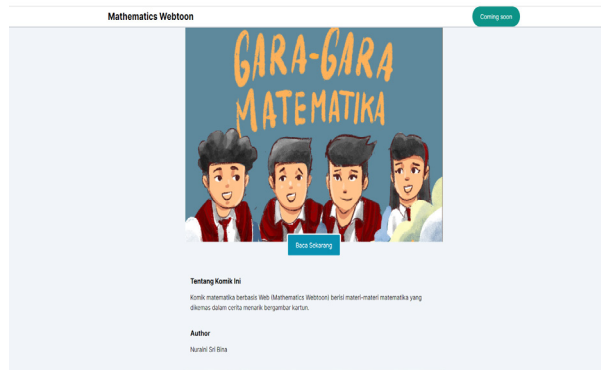 Mathematics Webtoon
Coming soon
GARA-GARA
MATEMATIKA
Baca Sekarang
Tentang Komik Ini
Komik matematika berbasis Web (Mathematics Webtoon) berisi materi-materi matematika yang
dikemas dalam cerita menarik bergambar kartun.
Author
Nuraini Sri Bina